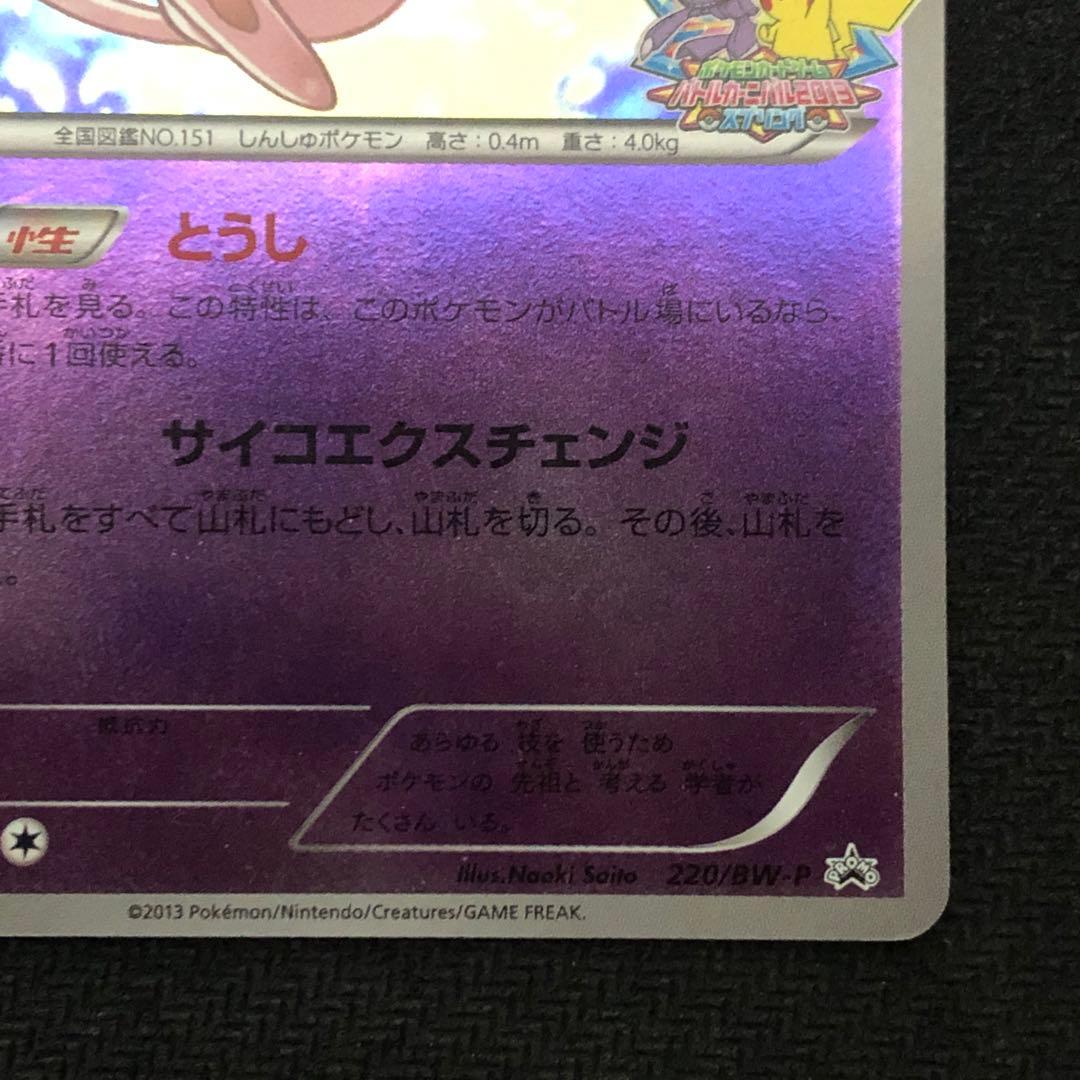 ポケモンカードゲーム
バトルカーニバル2013
スプリング
全国図鑑NO.151 しんしゅポケモン 高さ：0.4m 重さ：4.0kg
性 とうし
手札を見る。この特性は、このポケモンがバトル場にいるなら、
に1回使える。
サイコエクスチェンジ
手札をすべて山札にもどし、山札を切る。その後、山札を
。
抵抗力
あらゆる 技を 使うため
ポケモンの 先祖と 考える 学者が
たくさん いる。
Illus.Naoki Saito 220/BW-P PROMO
©2013 Pokémon/Nintendo/Creatures/GAME FREAK.